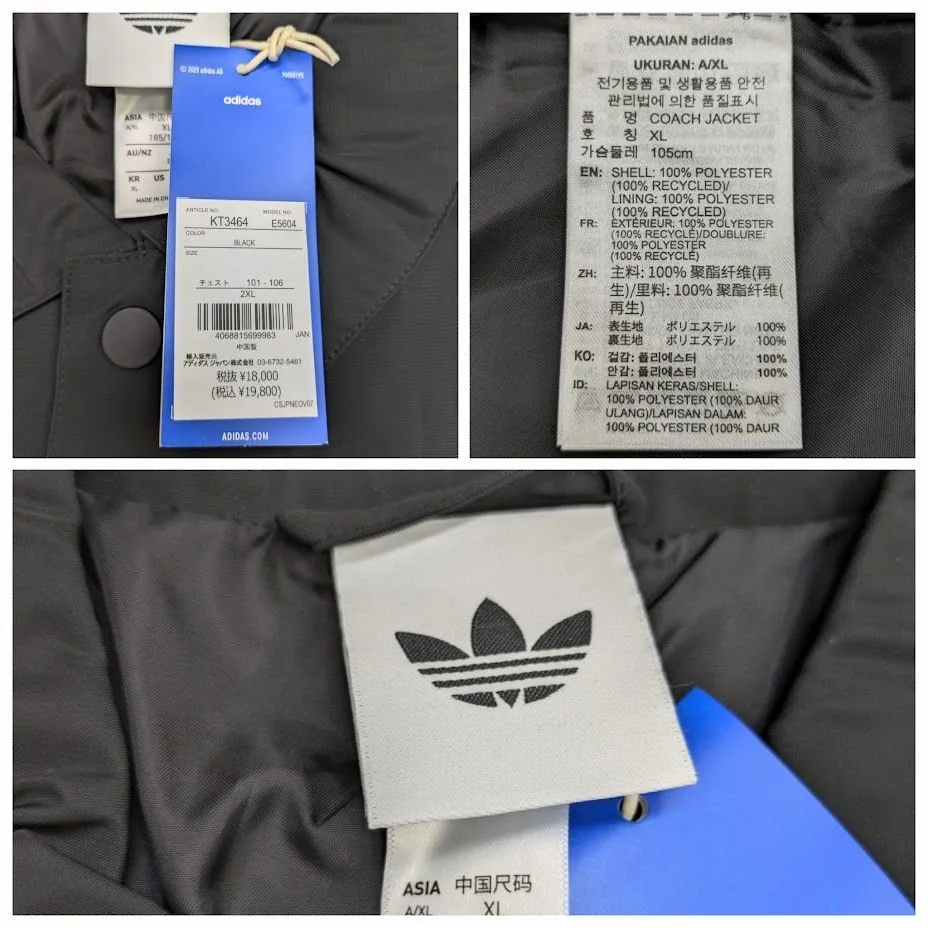 ASIA 中国尺
A/XL XL
185/1
AU/NZ
KR US
XL
MADE IN CH
© 2025 adidas AG
adidas
ARTICLE NO. MODEL NO.
KT3464 E5604
COLOR
BLACK
SIZE
チェスト 101 - 106
2XL
4068815699983 JAN
中国製
輸入販売元
アディダス ジャパン株式会社 03-6732-5461
税抜 ¥18,000
(税込 ¥19,800)
CSJPNEOV07
ADIDAS.COM
PAKAIAN adidas
UKURAN: A/XL
전기용품 및 생활용품 안전
관리법에 의한 품질표시
품 명 COACH JACKET
호 칭 XL
가슴둘레 105cm
EN: SHELL: 100% POLYESTER
(100% RECYCLED)/
LINING: 100% POLYESTER
(100% RECYCLED)
FR: EXTÉRIEUR: 100% POLYESTER
(100% RECYCLÉ)/DOUBLURE:
100% POLYESTER
(100% RECYCLÉ)
ZH: 主料: 100% 聚酯纤维(再
生)/里料: 100% 聚酯纤维(
再生)
JA: 表生地 ポリエステル 100%
裏生地 ポリエステル 100%
KO: 겉감: 폴리에스터 100%
안감: 폴리에스터 100%
ID: LAPISAN KERAS/SHELL:
100% POLYESTER (100% DAUR
ULANG)/LAPISAN DALAM:
100% POLYESTER (100% DAUR
ASIA 中国尺码
A/XL XL